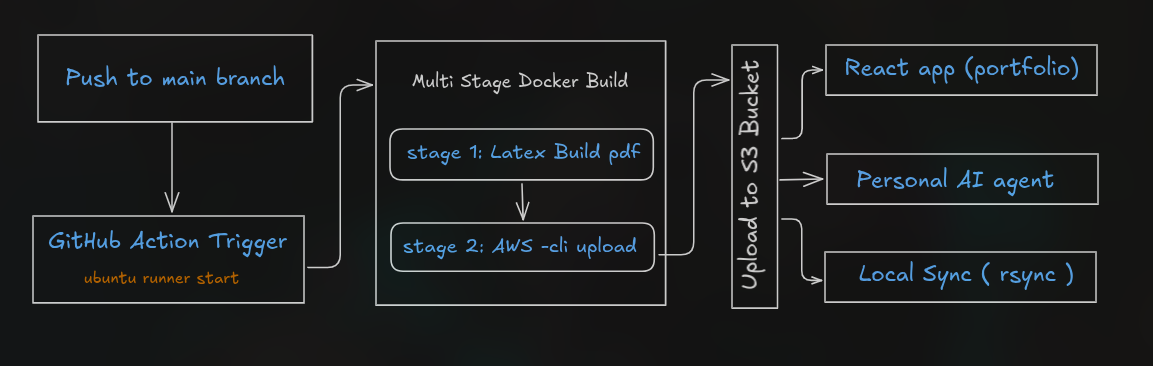 Push to main branch
GitHub Action Trigger
ubuntu runner start
Multi Stage Docker Build
stage 1: Latex Build pdf
stage 2: AWS -cli upload
Upload to S3 Bucket
React app (portfolio)
Personal AI agent
Local Sync ( rsync )